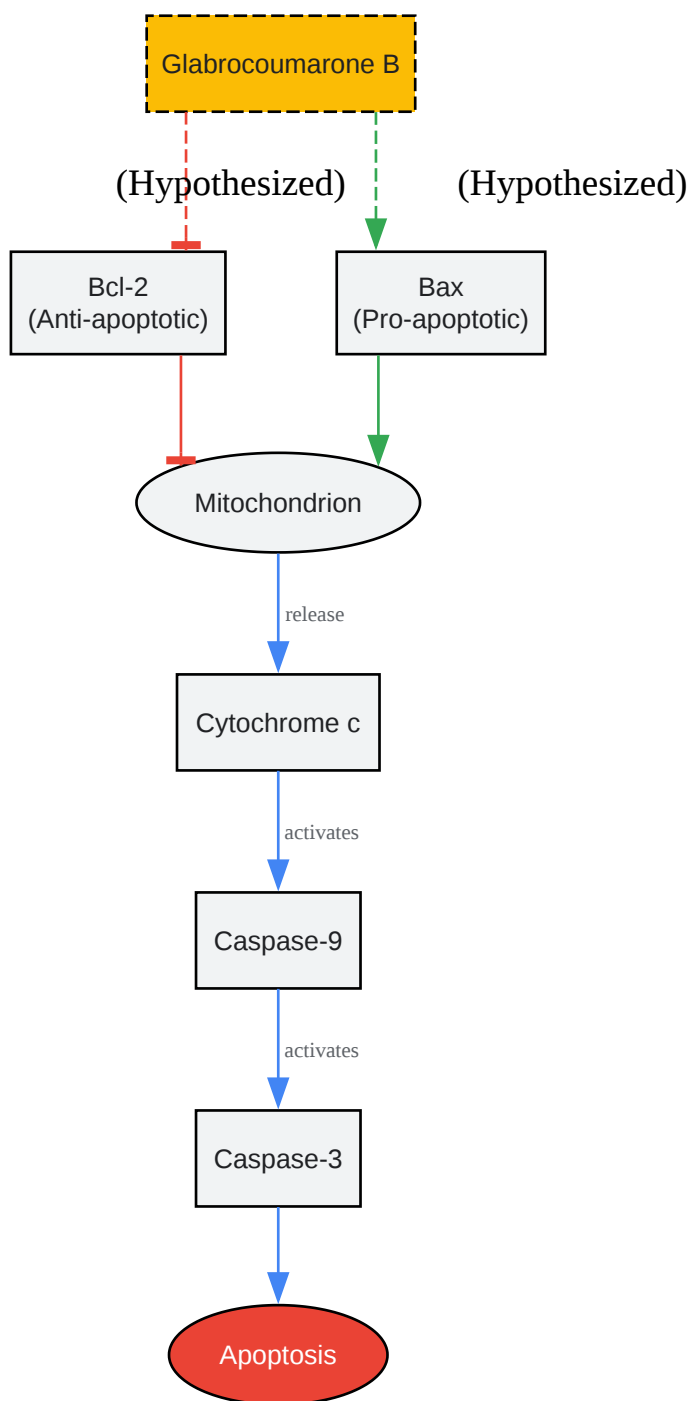 Glabrocoumarone B
(Hypothesized)
(Hypothesized)
Bcl-2
(Anti-apoptotic)
Bax
(Pro-apoptotic)
Mitochondrion
release
Cytochrome c
activates
Caspase-9
activates
Caspase-3
Apoptosis